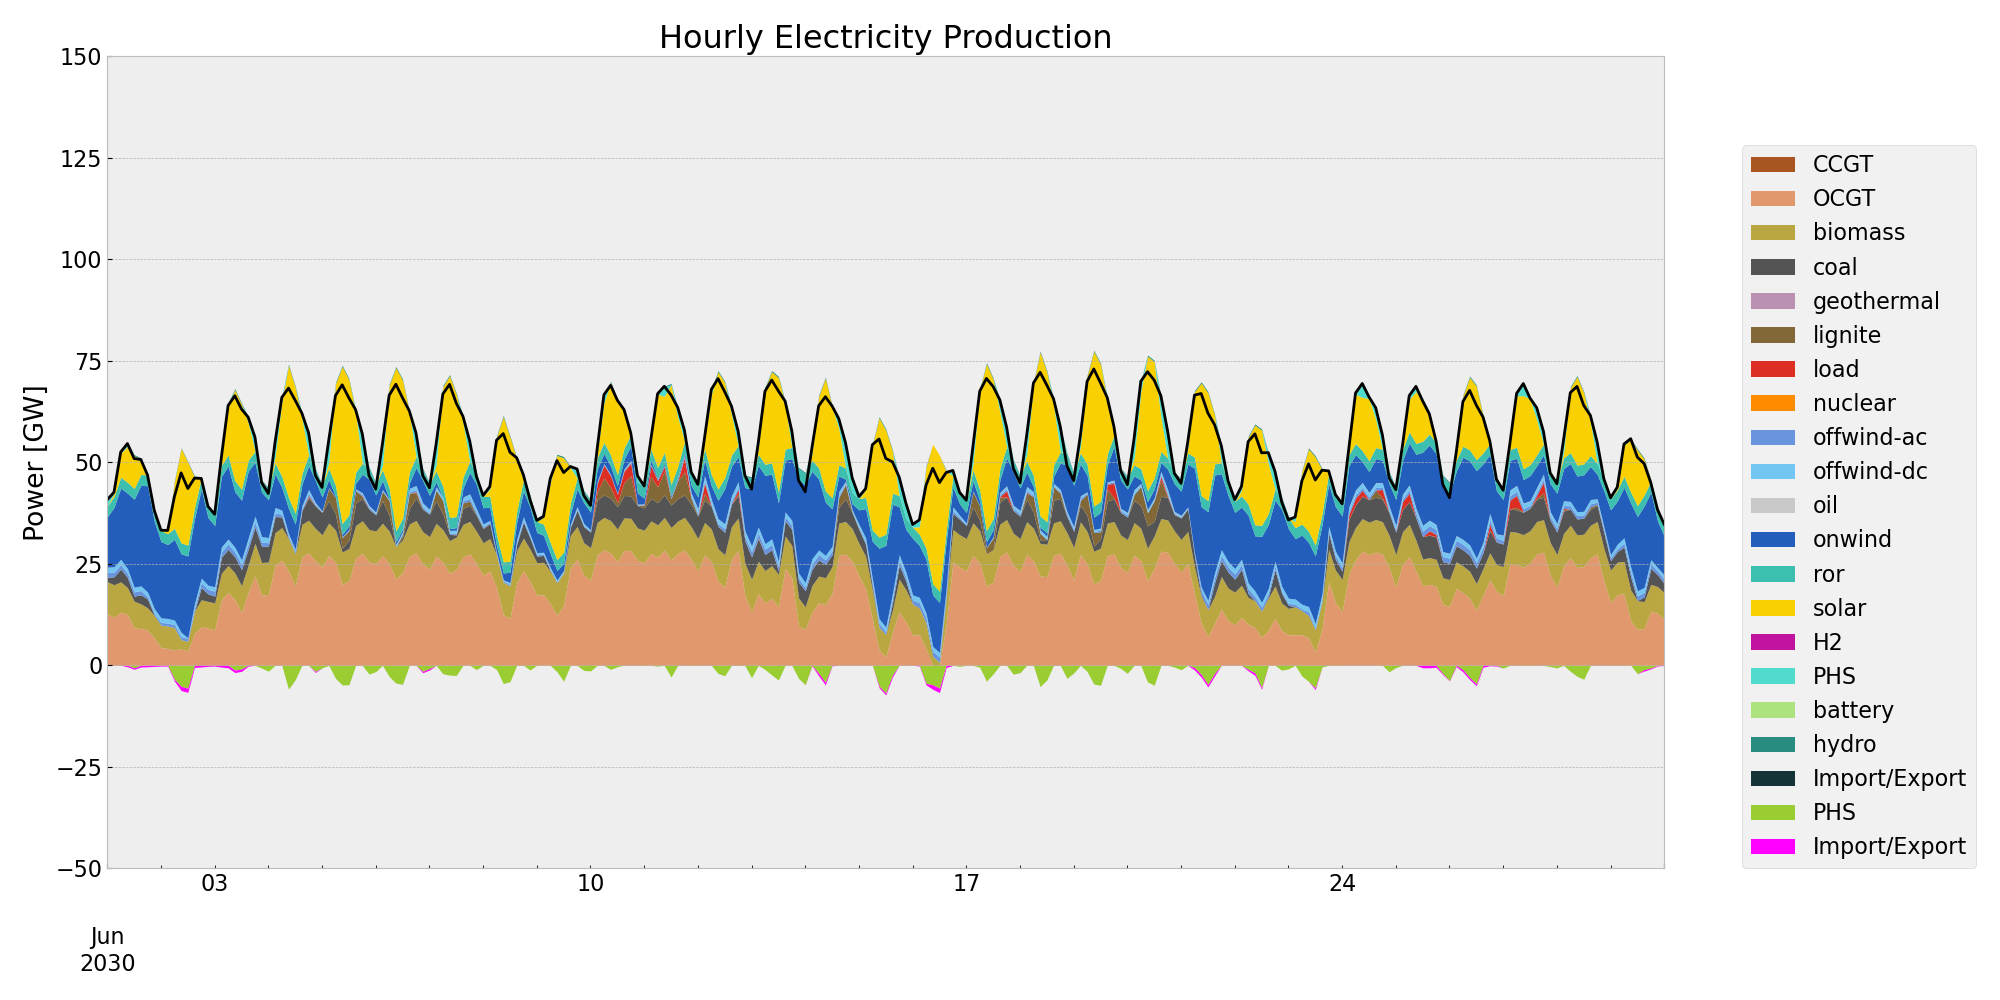 Hourly Electricity Production
Power [GW]
150
125
100
75
50
25
0
−25
−50
03
10
17
24
Jun
2030
CCGT
OCGT
biomass
coal
geothermal
lignite
load
nuclear
offwind-ac
offwind-dc
oil
onwind
ror
solar
H2
PHS
battery
hydro
Import/Export
PHS
Import/Export